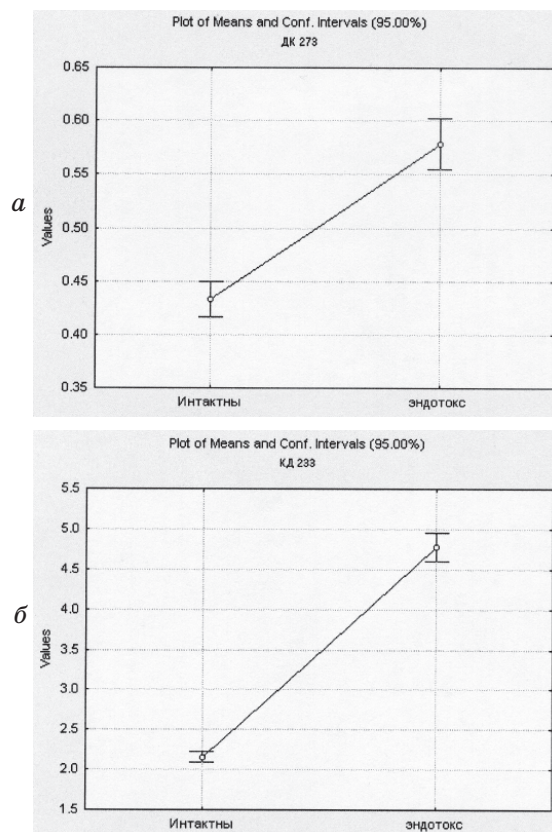 Plot of Means and Conf. Intervals (95.00%)
ДК 273
0.65
0.60
0.55
0.50
0.45
0.40
0.35
Values
а
Интактны
эндотокс
Plot of Means and Conf. Intervals (95.00%)
КД 233
5.5
5.0
4.5
4.0
3.5
3.0
2.5
2.0
1.5
Values
б
Интактны
эндотокс